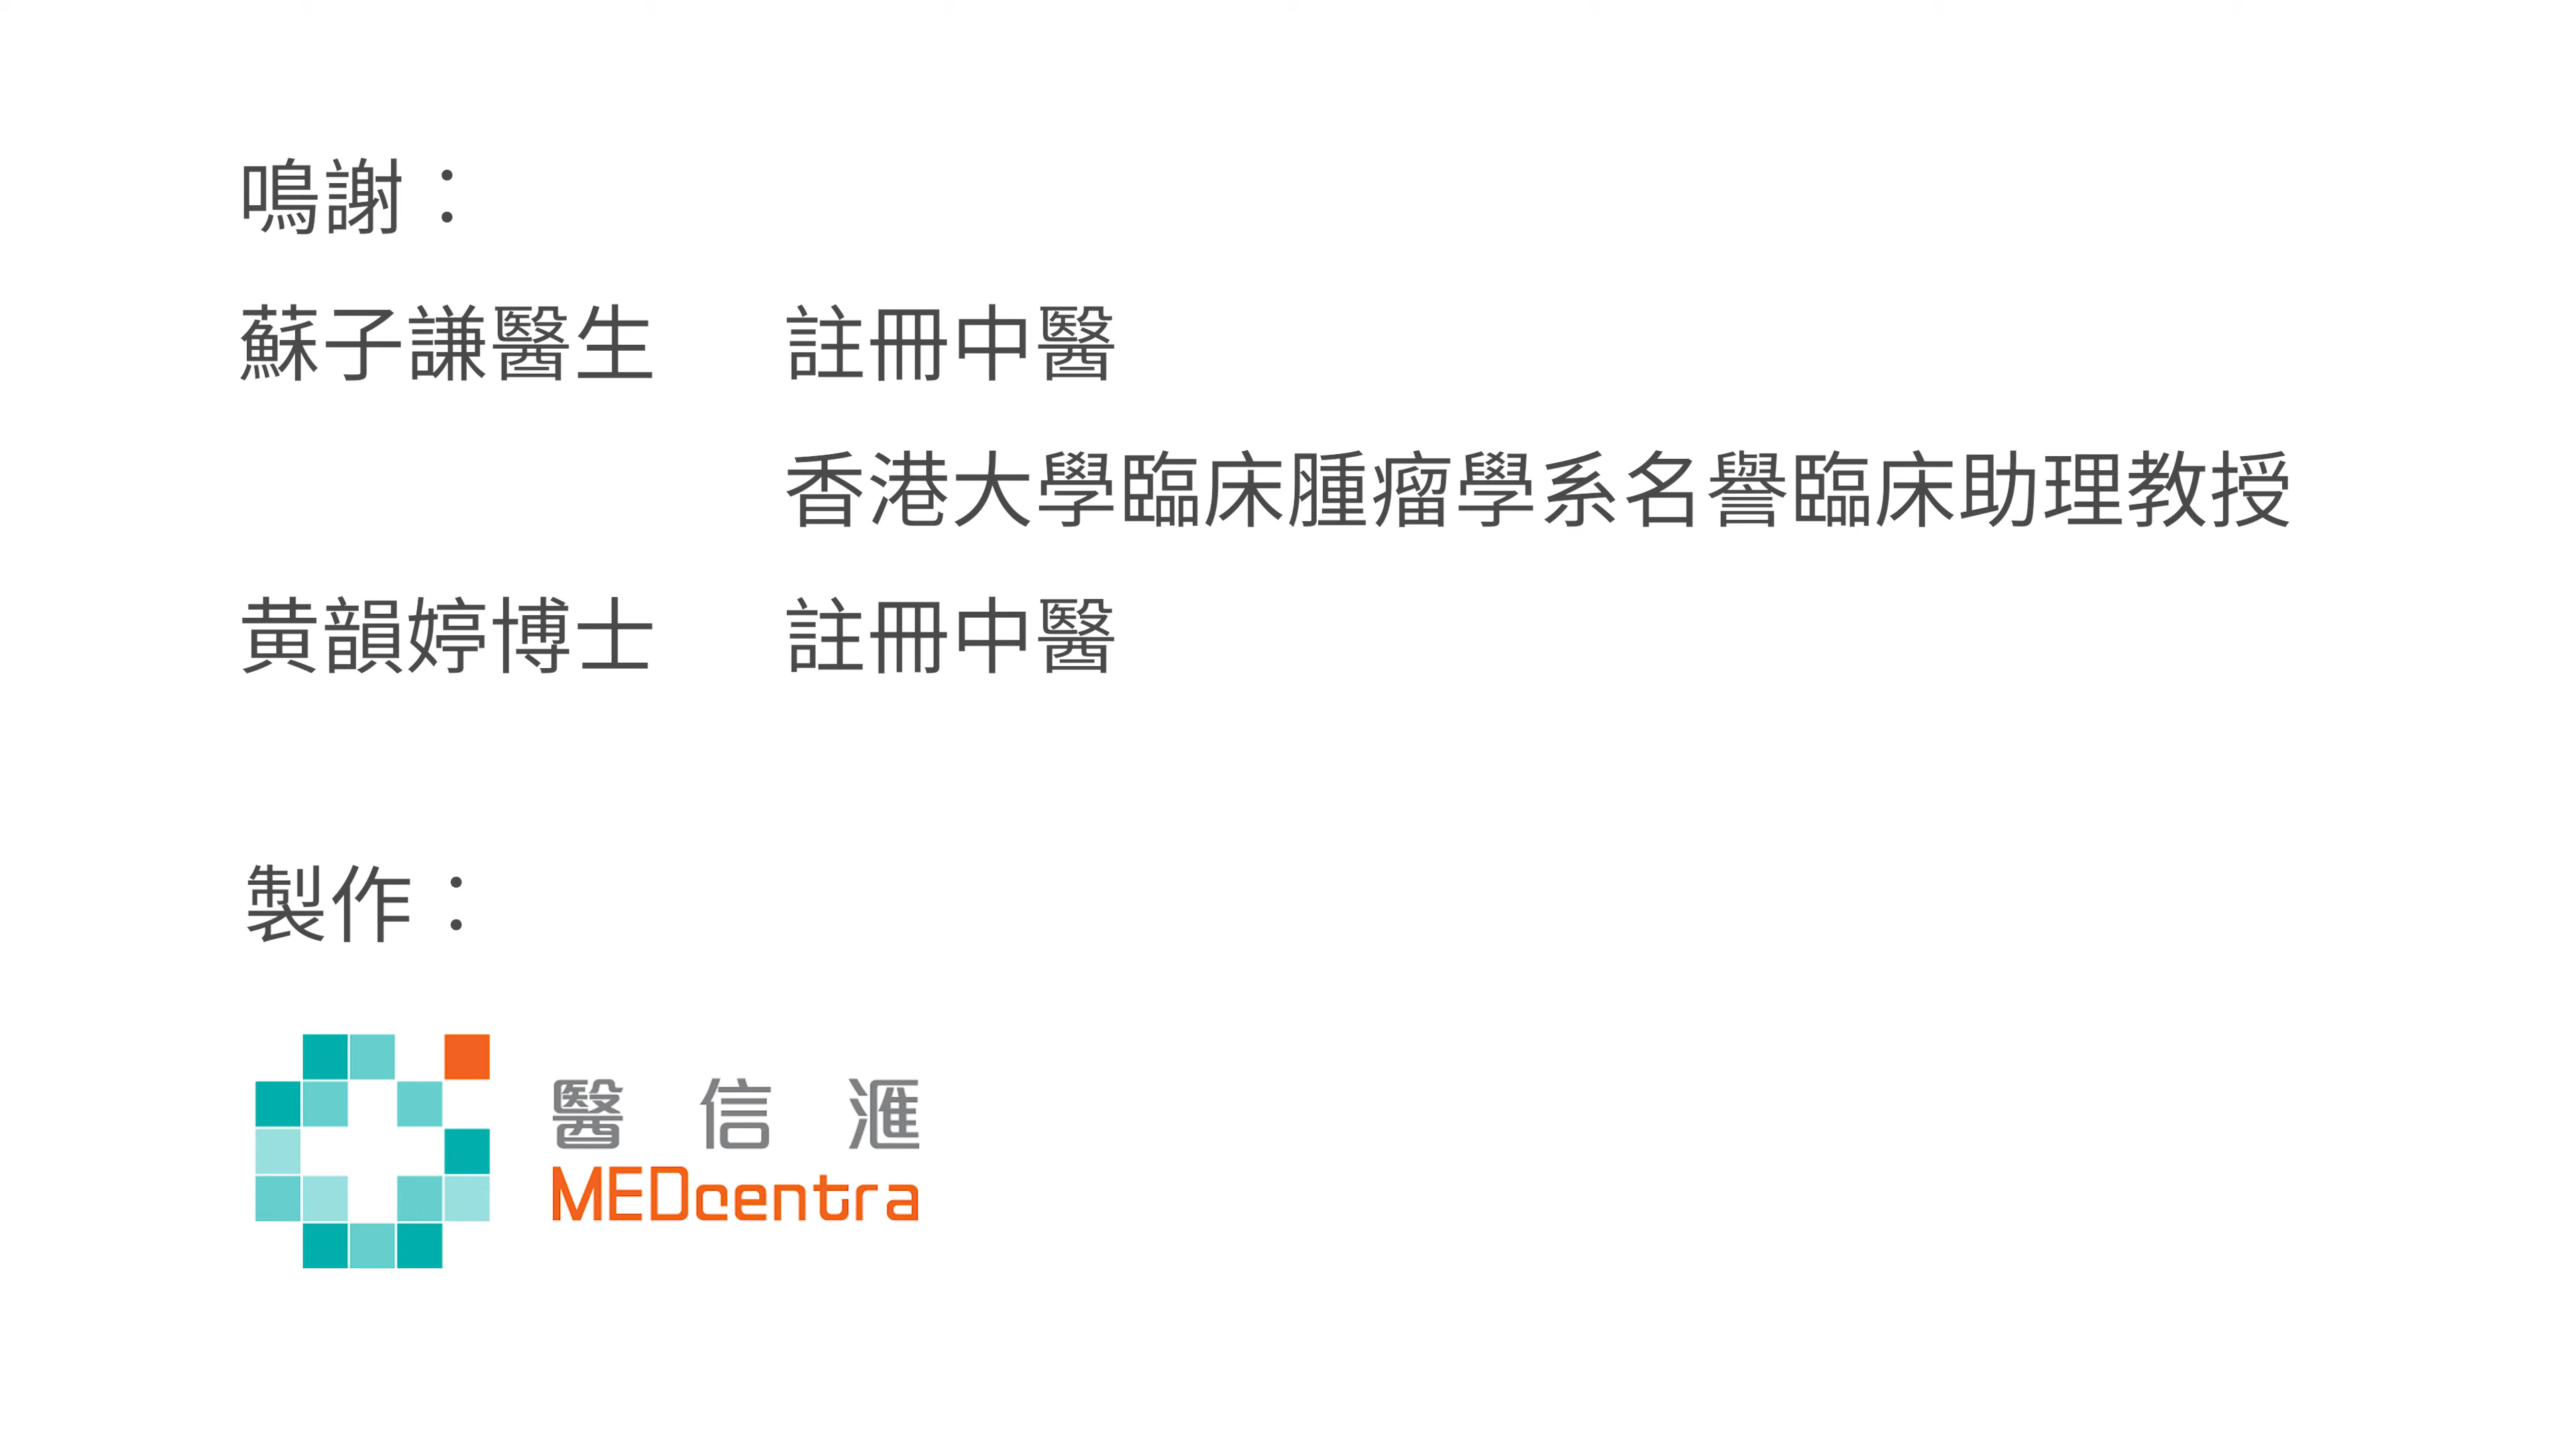 鳴謝：
蘇子謙醫生 註冊中醫
香港大學臨床腫瘤學系名譽臨床助理教授
黄韻婷博士 註冊中醫
製作：
醫信滙
MEDcentra